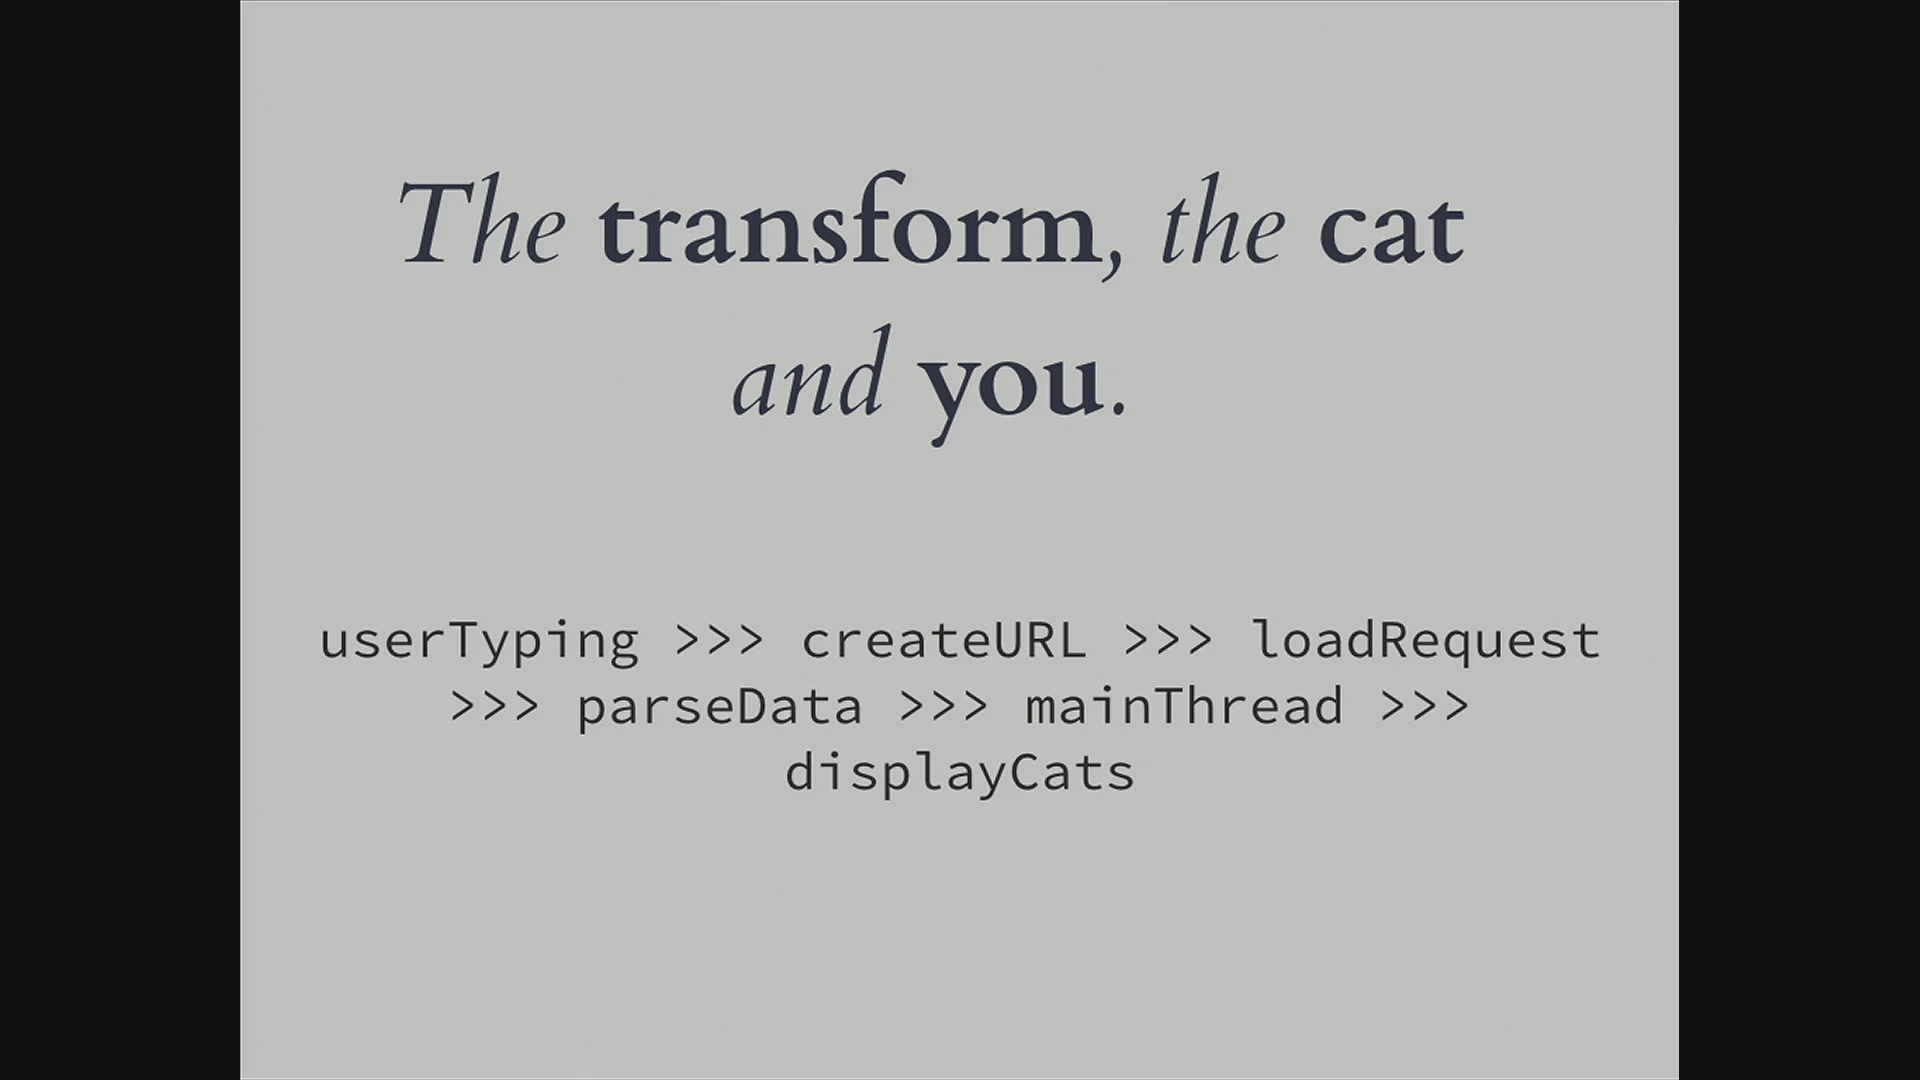 The transform, the cat
and you.
userTyping >>> createURL >>> loadRequest
>>> parseData >>> mainThread >>>
displayCats